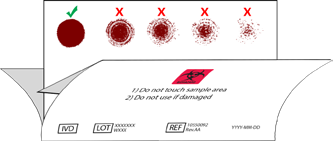 X X X
1) Do not touch sample area
2) Do not use if damaged
IVD LOT XXXXXXX REF 10550092 YYYY-MM-DD
WXXX Rev.AA